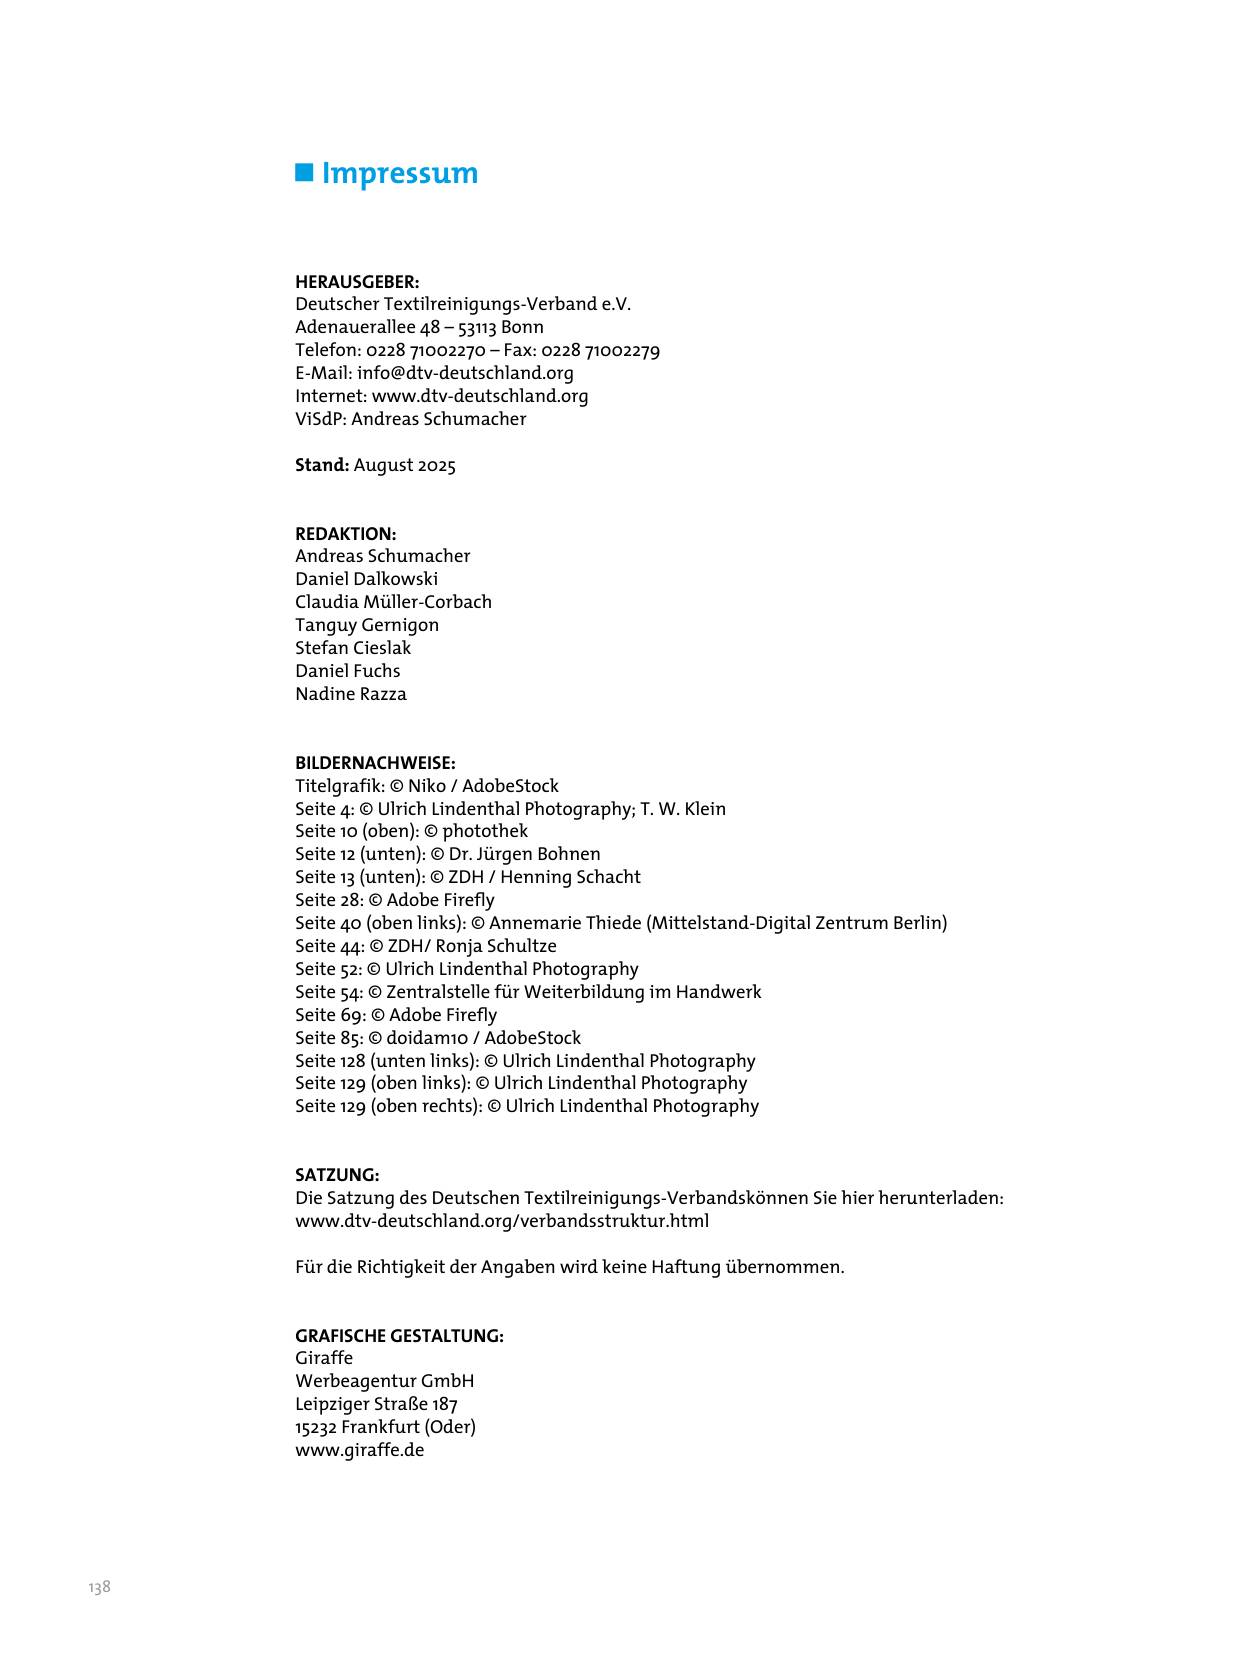 Impressum
HERAUSGEBER:
Deutscher Textilreinigungs-Verband e.V.
Adenauerallee 48 – 53113 Bonn
Telefon: 0228 71002270 – Fax: 0228 71002279
E-Mail: info@dtv-deutschland.org
Internet: www.dtv-deutschland.org
ViSdP: Andreas Schumacher
Stand: August 2025
REDAKTION:
Andreas Schumacher
Daniel Dalkowski
Claudia Müller-Corbach
Tanguy Gernigon
Stefan Cieslak
Daniel Fuchs
Nadine Razza
BILDERNACHWEISE:
Titelgrafik: © Niko / AdobeStock
Seite 4: © Ulrich Lindenthal Photography; T. W. Klein
Seite 10 (oben): © photothek
Seite 12 (unten): © Dr. Jürgen Bohnen
Seite 13 (unten): © ZDH / Henning Schacht
Seite 28: © Adobe Firefly
Seite 40 (oben links): © Annemarie Thiede (Mittelstand-Digital Zentrum Berlin)
Seite 44: © ZDH/ Ronja Schultze
Seite 52: © Ulrich Lindenthal Photography
Seite 54: © Zentralstelle für Weiterbildung im Handwerk
Seite 69: © Adobe Firefly
Seite 85: © doidam10 / AdobeStock
Seite 128 (unten links): © Ulrich Lindenthal Photography
Seite 129 (oben links): © Ulrich Lindenthal Photography
Seite 129 (oben rechts): © Ulrich Lindenthal Photography
SATZUNG:
Die Satzung des Deutschen Textilreinigungs-Verbandskönnen Sie hier herunterladen:
www.dtv-deutschland.org/verbandsstruktur.html
Für die Richtigkeit der Angaben wird keine Haftung übernommen.
GRAFISCHE GESTALTUNG:
Giraffe
Werbeagentur GmbH
Leipziger Straße 187
15232 Frankfurt (Oder)
www.giraffe.de
138